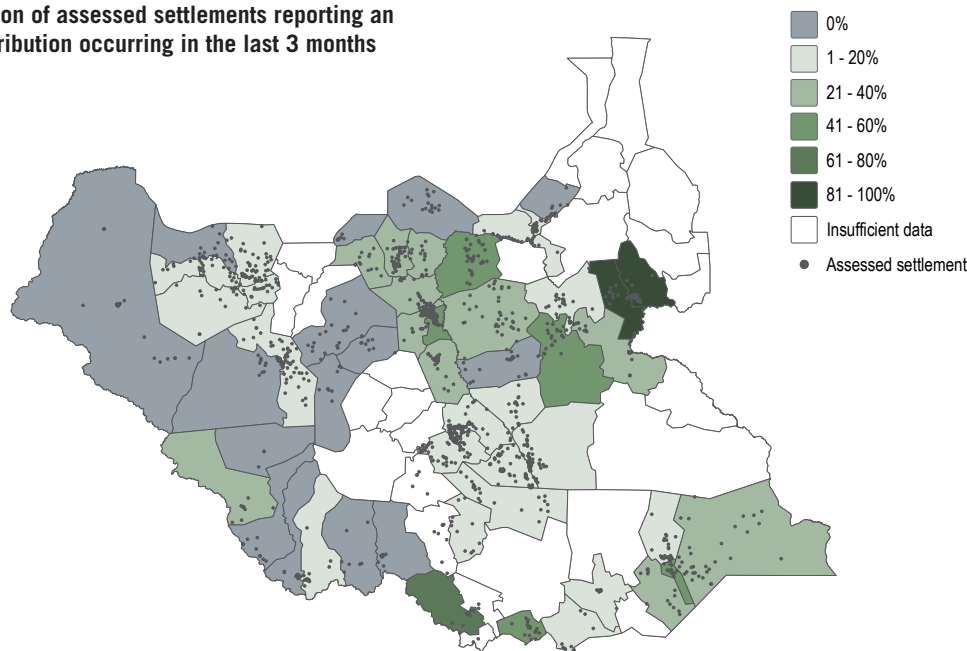 on of assessed settlements reporting an
ribution occurring in the last 3 months
0%
1 - 20%
21 - 40%
41 - 60%
61 - 80%
81 - 100%
Insufficient data
Assessed settlement